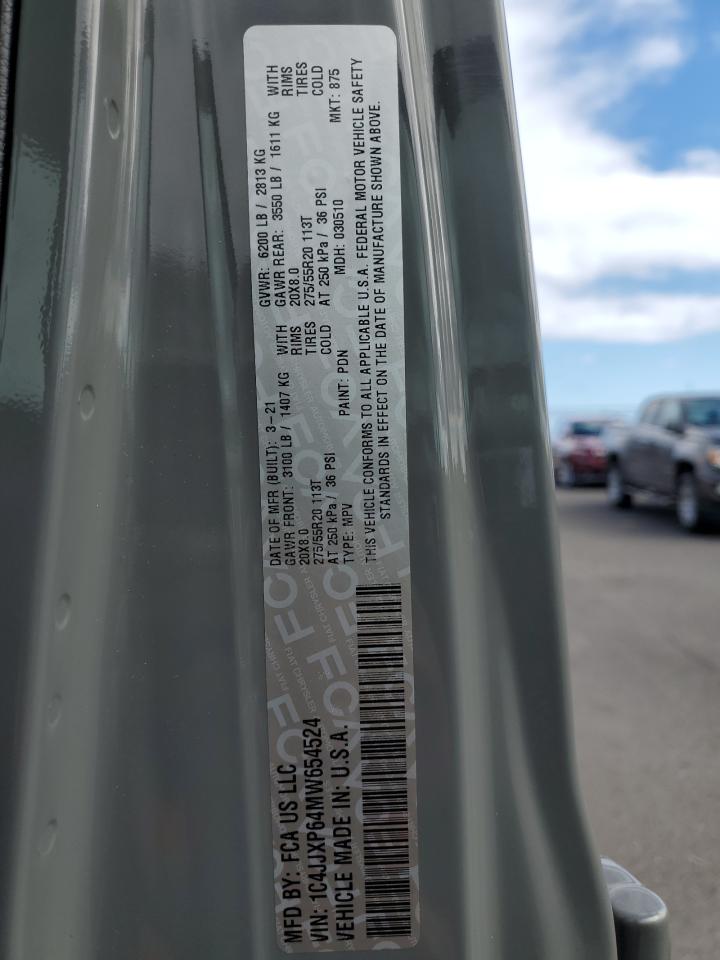 MFD BY: FCA US LLC
VIN: 1C4JJXP64MW654524
VEHICLE MADE IN: U.S.A.
DATE OF MFR (BUILT): 3-21 GVWR: 6200 LB / 2813 KG
GAWR FRONT: 3100 LB / 1407 KG WITH GAWR REAR: 3550 LB / 1611 KG WITH
20X8.0 RIMS 20X8.0 RIMS
275/55R20 113T TIRES 275/55R20 113T TIRES
AT 250 kPa / 36 PSI COLD AT 250 kPa / 36 PSI COLD
TYPE: MPV PAINT: PDN MDH: 030510 MKT: 875
THIS VEHICLE CONFORMS TO ALL APPLICABLE U.S.A. FEDERAL MOTOR VEHICLE SAFETY
STANDARDS IN EFFECT ON THE DATE OF MANUFACTURE SHOWN ABOVE.